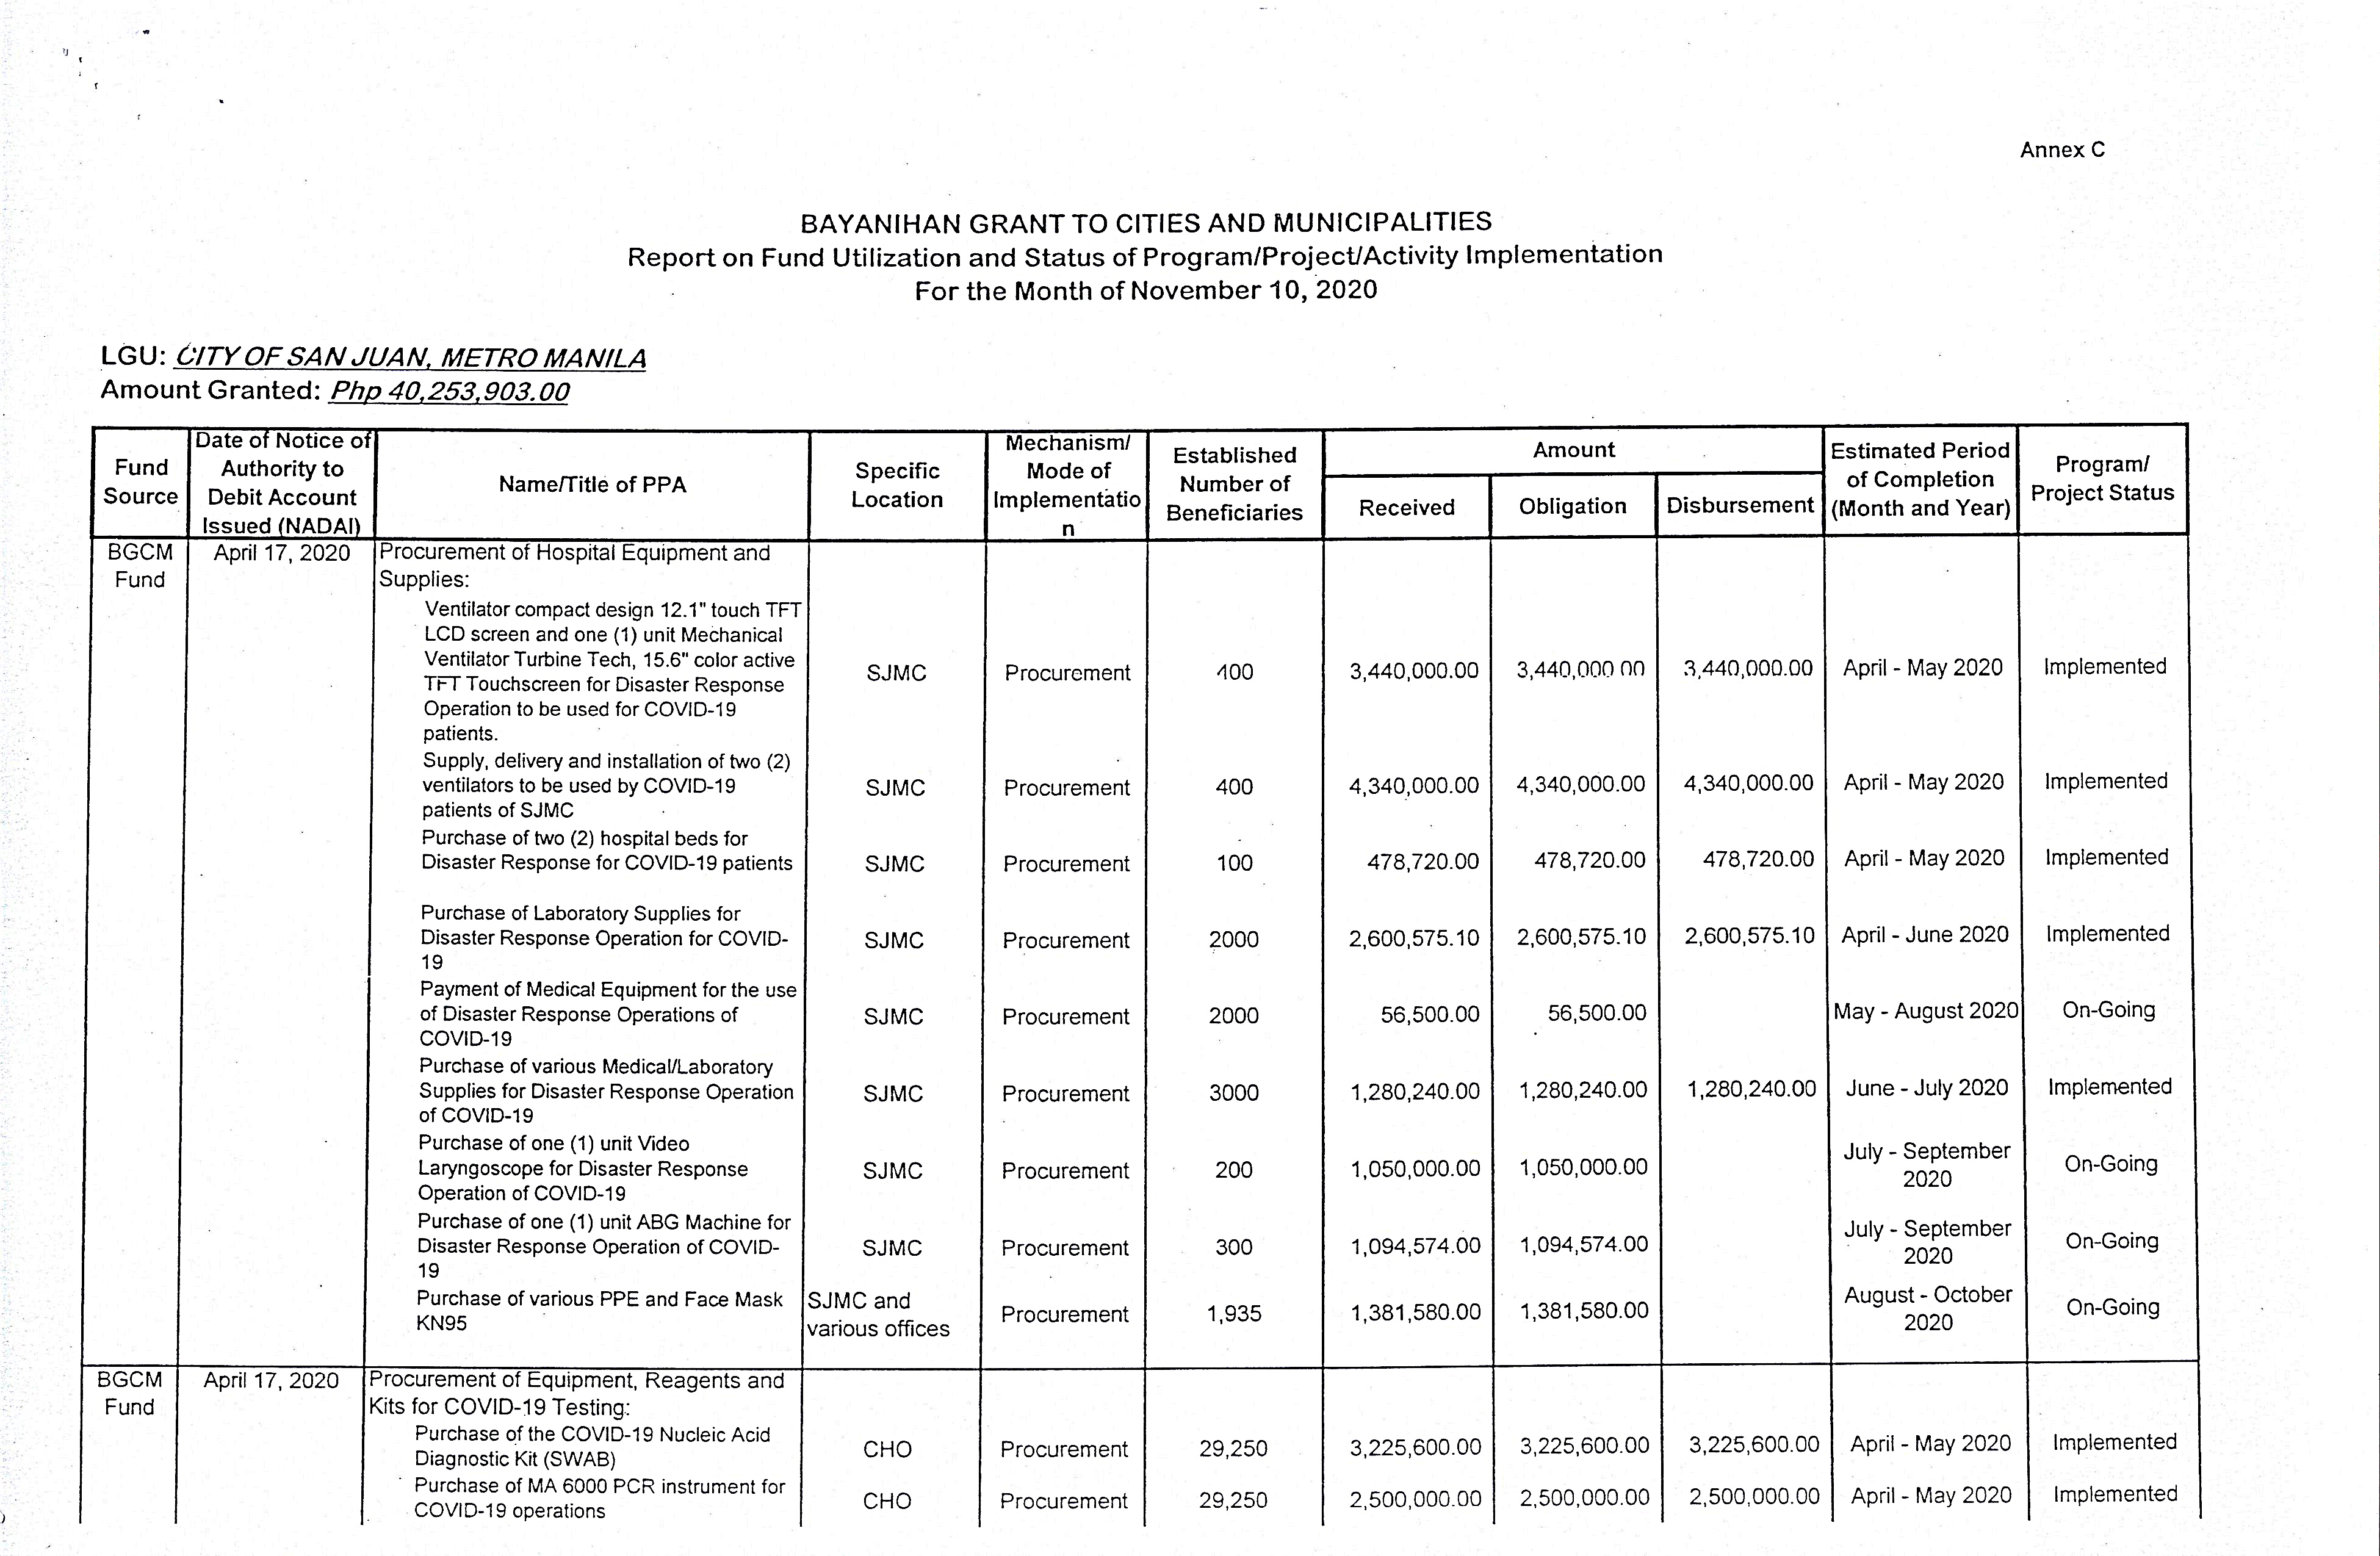 Annex C
BAYANIHAN GRANT TO CITIES AND MUNICIPALITIES
Report on Fund Utilization and Status of Program/Project/Activity Implementation
For the Month of November 10, 2020
LGU: CITY OF SAN JUAN, METRO MANILA
Amount Granted: Php 40,253,903.00
Fund
Source
Date of Notice of
Authority to
Debit Account
Issued (NADAI)
Name/Title of PPA
Specific
Location
Mechanism/
Mode of
Implementatio
n
Established
Number of
Beneficiaries
Amount
Received
Obligation
Disbursement
Estimated Period
of Completion
(Month and Year)
Program/
Project Status
BGCM
Fund
April 17, 2020
Procurement of Hospital Equipment and
Supplies:
Ventilator compact design 12.1" touch TFT
LCD screen and one (1) unit Mechanical
Ventilator Turbine Tech, 15.6" color active
TFT Touchscreen for Disaster Response
Operation to be used for COVID-19
patients.
SJMC
Procurement
400
3,440,000.00
3,440,000.00
3,440,000.00
April - May 2020
Implemented
Supply, delivery and installation of two (2)
ventilators to be used by COVID-19
patients of SJMC
SJMC
Procurement
400
4,340,000.00
4,340,000.00
4,340,000.00
April - May 2020
Implemented
Purchase of two (2) hospital beds for
Disaster Response for COVID-19 patients
SJMC
Procurement
100
478,720.00
478,720.00
478,720.00
April - May 2020
Implemented
Purchase of Laboratory Supplies for
Disaster Response Operation for COVID-
19
SJMC
Procurement
2000
2,600,575.10
2,600,575.10
2,600,575.10
April - June 2020
Implemented
Payment of Medical Equipment for the use
of Disaster Response Operations of
COVID-19
SJMC
Procurement
2000
56,500.00
56,500.00
May - August 2020
On-Going
Purchase of various Medical/Laboratory
Supplies for Disaster Response Operation
of COVID-19
SJMC
Procurement
3000
1,280,240.00
1,280,240.00
1,280,240.00
June - July 2020
Implemented
Purchase of one (1) unit Video
Laryngoscope for Disaster Response
Operation of COVID-19
SJMC
Procurement
200
1,050,000.00
1,050,000.00
July - September
2020
On-Going
Purchase of one (1) unit ABG Machine for
Disaster Response Operation of COVID-
19
SJMC
Procurement
300
1,094,574.00
1,094,574.00
July - September
2020
On-Going
Purchase of various PPE and Face Mask
KN95
SJMC and
various offices
Procurement
1,935
1,381,580.00
1,381,580.00
August - October
2020
On-Going
BGCM
Fund
April 17, 2020
Procurement of Equipment, Reagents and
Kits for COVID-19 Testing:
Purchase of the COVID-19 Nucleic Acid
Diagnostic Kit (SWAB)
CHO
Procurement
29,250
3,225,600.00
3,225,600.00
3,225,600.00
April - May 2020
Implemented
Purchase of MA 6000 PCR instrument for
COVID-19 operations
CHO
Procurement
29,250
2,500,000.00
2,500,000.00
2,500,000.00
April - May 2020
Implemented